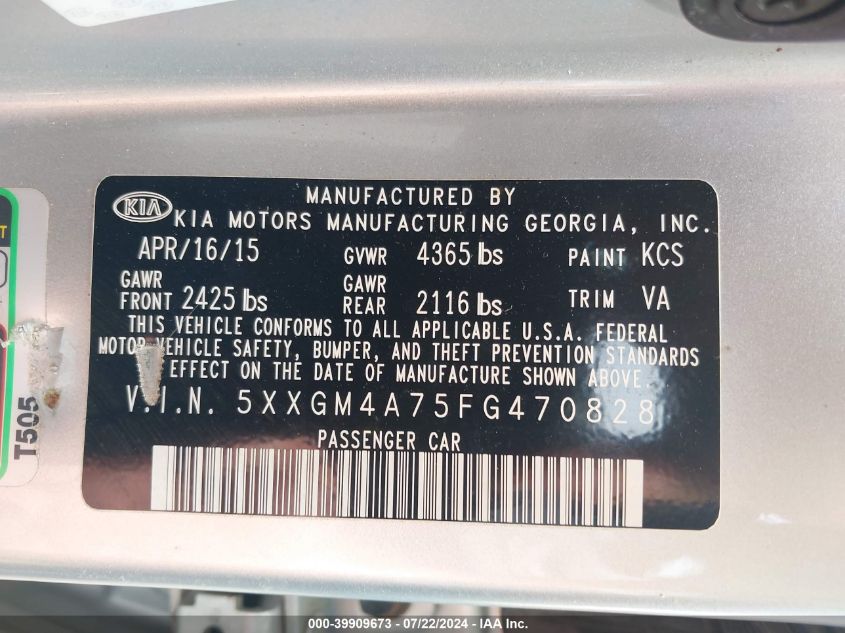 MANUFACTURED BY
KIA KIA MOTORS MANUFACTURING GEORGIA, INC.
APR/16/15 GVWR 4365 lbs PAINT KCS
GAWR FRONT 2425 lbs GAWR REAR 2116 lbs TRIM VA
THIS VEHICLE CONFORMS TO ALL APPLICABLE U.S.A. FEDERAL
MOTOR VEHICLE SAFETY, BUMPER, AND THEFT PREVENTION STANDARDS
EFFECT ON THE DATE OF MANUFACTURE SHOWN ABOVE.
V.I.N. 5XXGM4A75FG470828
PASSENGER CAR
T505
000-39909673 - 07/22/2024 - IAA, Inc.